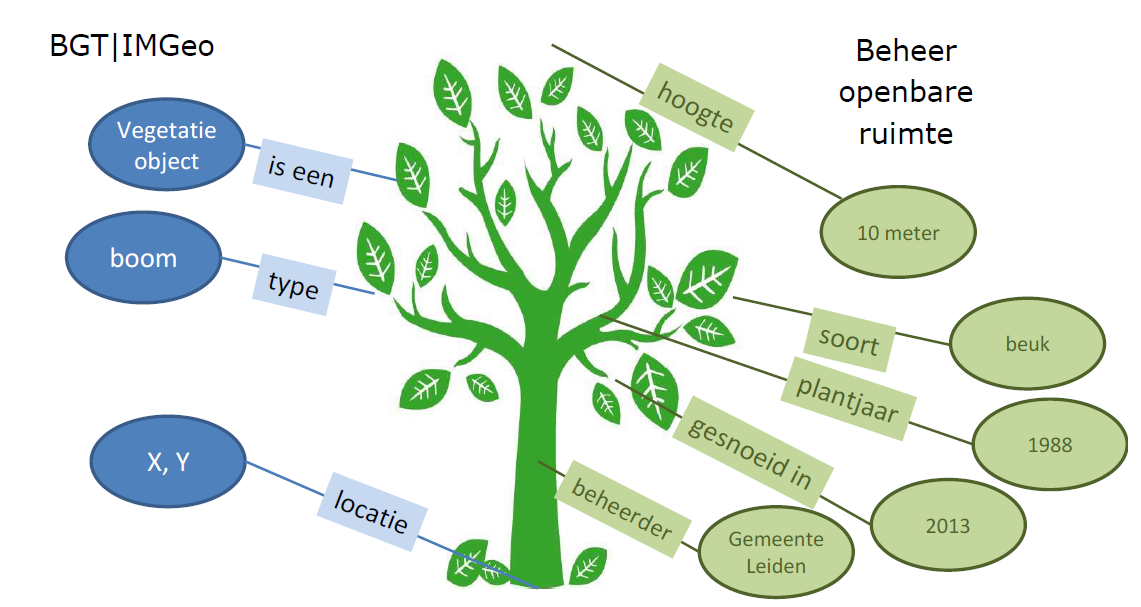 BGT|IMGeo
Vegetatie
object
is een
boom
type
X, Y
locatie
Beheer
openbare
ruimte
hoogte
10 meter
soort
beuk
plantjaar
1988
gesnoeid in
2013
beheerder
Gemeente
Leiden